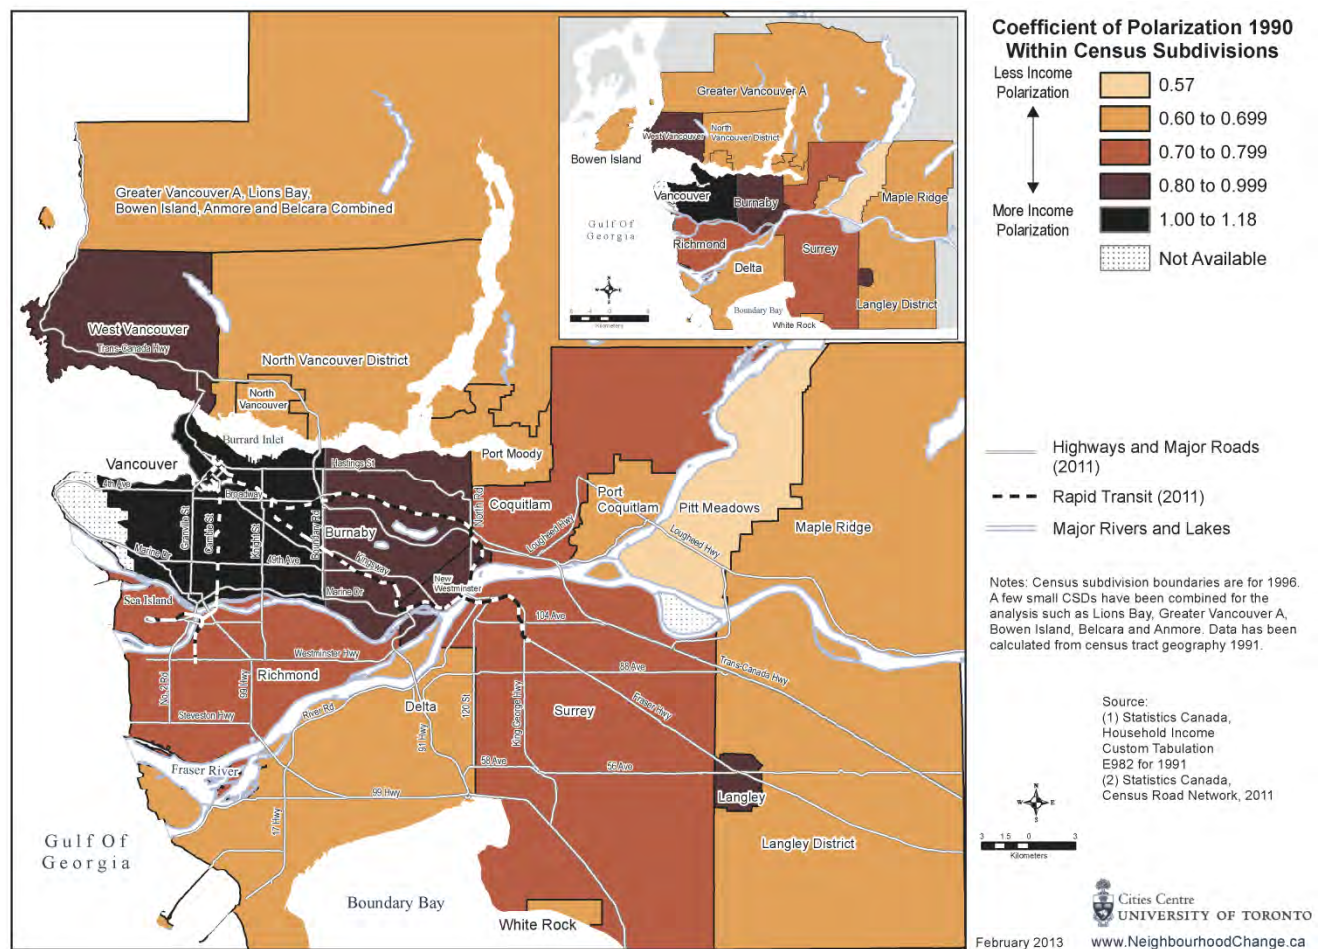 Coefficient of Polarization 1990
Within Census Subdivisions
Less Income
Polarization
More Income
Polarization
0.57
0.60 to 0.699
0.70 to 0.799
0.80 to 0.999
1.00 to 1.18
Not Available
Highways and Major Roads
(2011)
Rapid Transit (2011)
Major Rivers and Lakes
Notes: Census subdivision boundaries are for 1996.
A few small CSDs have been combined for the
analysis such as Lions Bay, Greater Vancouver A,
Bowen Island, Belcara and Anmore. Data has been
calculated from census tract geography 1991.
Source:
(1) Statistics Canada,
Household Income
Custom Tabulation
E982 for 1991
(2) Statistics Canada,
Census Road Network, 2011
N
W
E
S
3 1.5 0 3
Kilometers
Cities Centre
UNIVERSITY OF TORONTO
February 2013
www.NeighbourhoodChange.ca
Greater Vancouver A
West Vancouver
North
Vancouver District
Bowen Island
Vancouver
Burnaby
Maple Ridge
Gulf Of
Georgia
Richmond
Surrey
Delta
Langley District
Boundary Bay
White Rock
Kilometers
Greater Vancouver A, Lions Bay,
Bowen Island, Anmore and Belcara Combined
West Vancouver
Trans-Canada Hwy
North Vancouver District
North
Vancouver
Burrard Inlet
Port Moody
Vancouver
Hastings St
4th Ave
Broadway
North Rd
Coquitlam
Port
Coquitlam
Pitt Meadows
Maple Ridge
Granville St
Cambie St
Knight St
Boundary Rd
Burnaby
Lougheed Hwy
Lougheed Hwy
Marine Dr
49th Ave
Kingsway
New
Westminster
Marine Dr
Sea Island
104 Ave
Westminster Hwy
Richmond
No. 2 Rd
99 Hwy
88 Ave
Trans-Canada Hwy
Delta
120 St
King George Hwy
Surrey
Fraser Hwy
Steveston Hwy
River Rd
91 Hwy
58 Ave
56 Ave
Fraser River
99 Hwy
Langley
17 Hwy
Gulf Of
Georgia
Langley District
Boundary Bay
White Rock